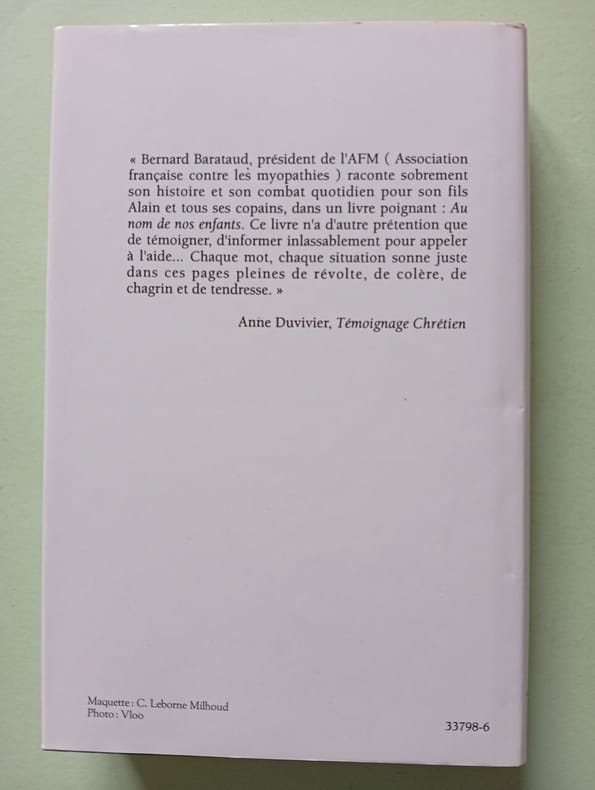 « Bernard Barataud, président de l'AFM ( Association
française contre les myopathies ) raconte sobrement
son histoire et son combat quotidien pour son fils
Alain et tous ses copains, dans un livre poignant : Au
nom de nos enfants. Ce livre n'a d'autre prétention que
de témoigner, d'informer inlassablement pour appeler
à l'aide... Chaque mot, chaque situation sonne juste
dans ces pages pleines de révolte, de colère, de
chagrin et de tendresse. »
Anne Duvivier, Témoignage Chrétien
Maquette : C. Leborne Milhoud
Photo : Vloo
33798-6